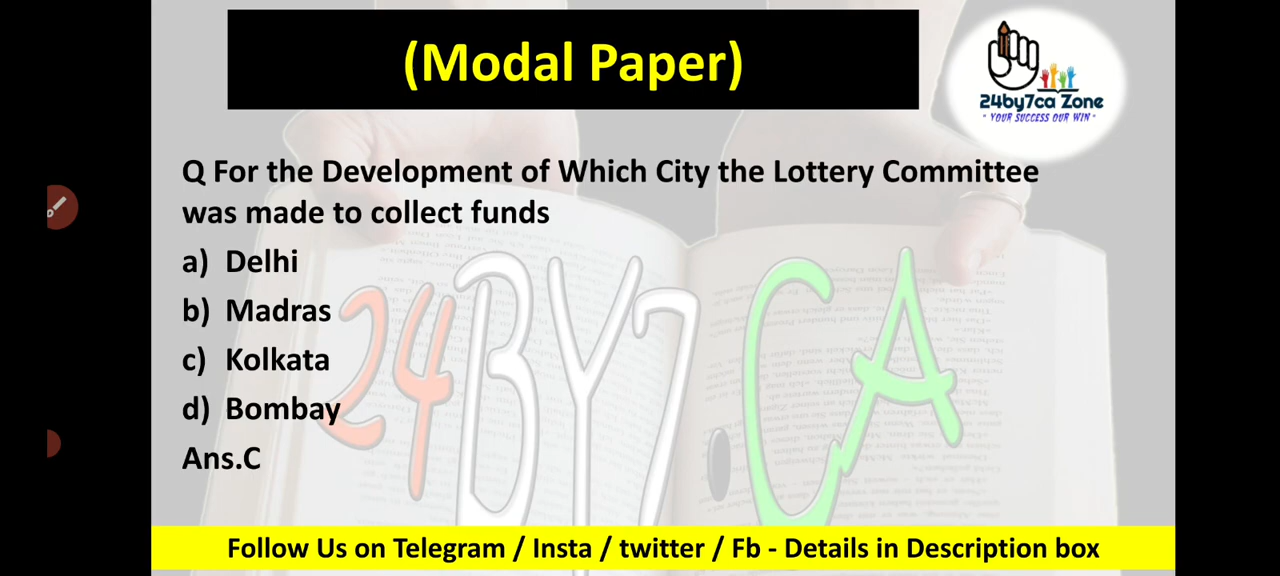 (Modal Paper)
24by7ca Zone
" YOUR SUCCESS OUR WIN "
Q For the Development of Which City the Lottery Committee
was made to collect funds
a) Delhi
b) Madras
c) Kolkata
d) Bombay
Ans.C
24BY7.CA
Follow Us on Telegram / Insta / twitter / Fb - Details in Description box